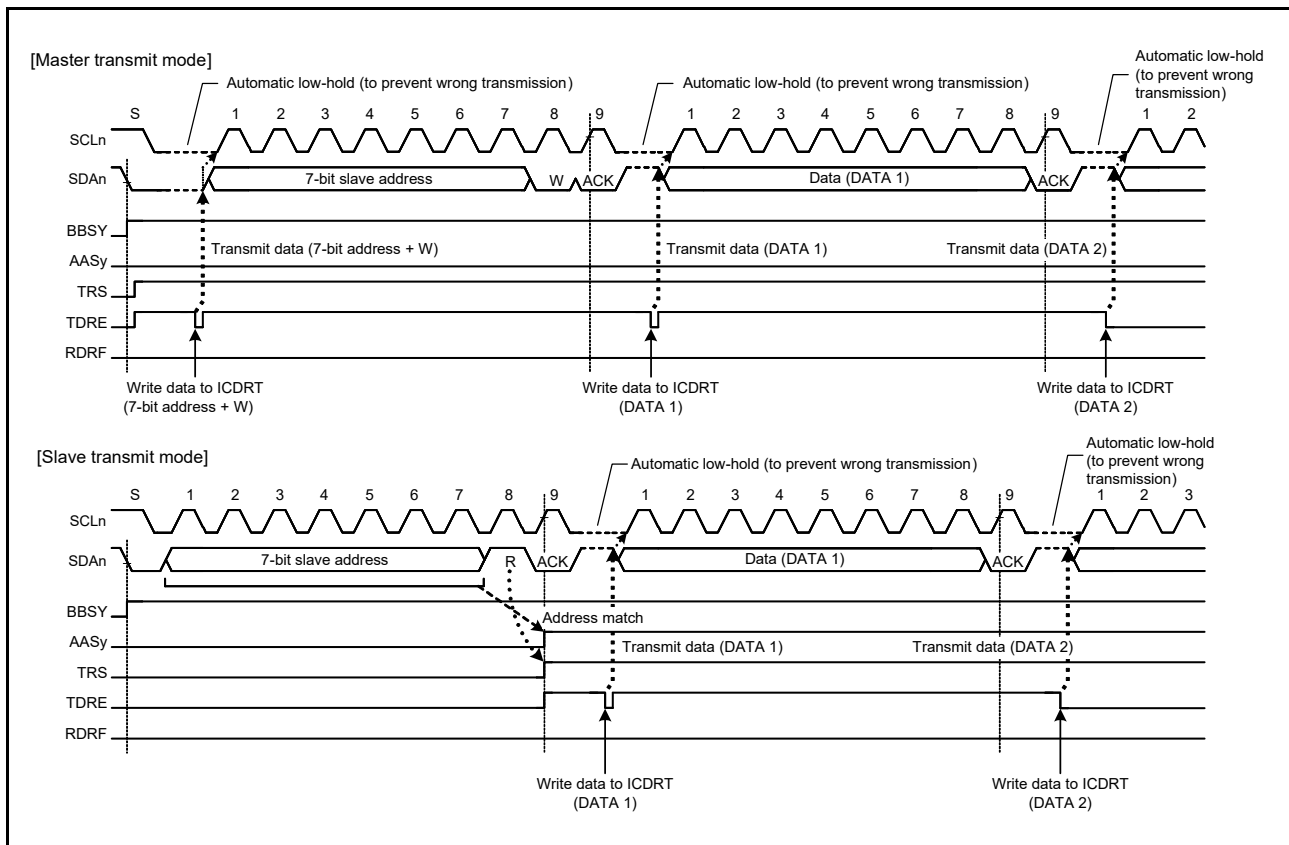 [Master transmit mode]
Automatic low-hold (to prevent wrong transmission)
Automatic low-hold (to prevent wrong transmission)
Automatic low-hold
(to prevent wrong
transmission)
S 1 2 3 4 5 6 7 8 9 1 2 3 4 5 6 7 8 9 1 2
SCLn
SDAn 7-bit slave address W ACK Data (DATA 1) ACK
BBSY
Transmit data (7-bit address + W) Transmit data (DATA 1) Transmit data (DATA 2)
AASy
TRS
TDRE
RDRF
Write data to ICDRT
(7-bit address + W)
Write data to ICDRT
(DATA 1)
Write data to ICDRT
(DATA 2)
[Slave transmit mode]
Automatic low-hold (to prevent wrong transmission)
Automatic low-hold
(to prevent wrong
transmission)
S 1 2 3 4 5 6 7 8 9 1 2 3 4 5 6 7 8 9 1 2 3
SCLn
SDAn 7-bit slave address R ACK Data (DATA 1) ACK
BBSY
Address match
AASy
Transmit data (DATA 1) Transmit data (DATA 2)
TRS
TDRE
RDRF
Write data to ICDRT
(DATA 1)
Write data to ICDRT
(DATA 2)